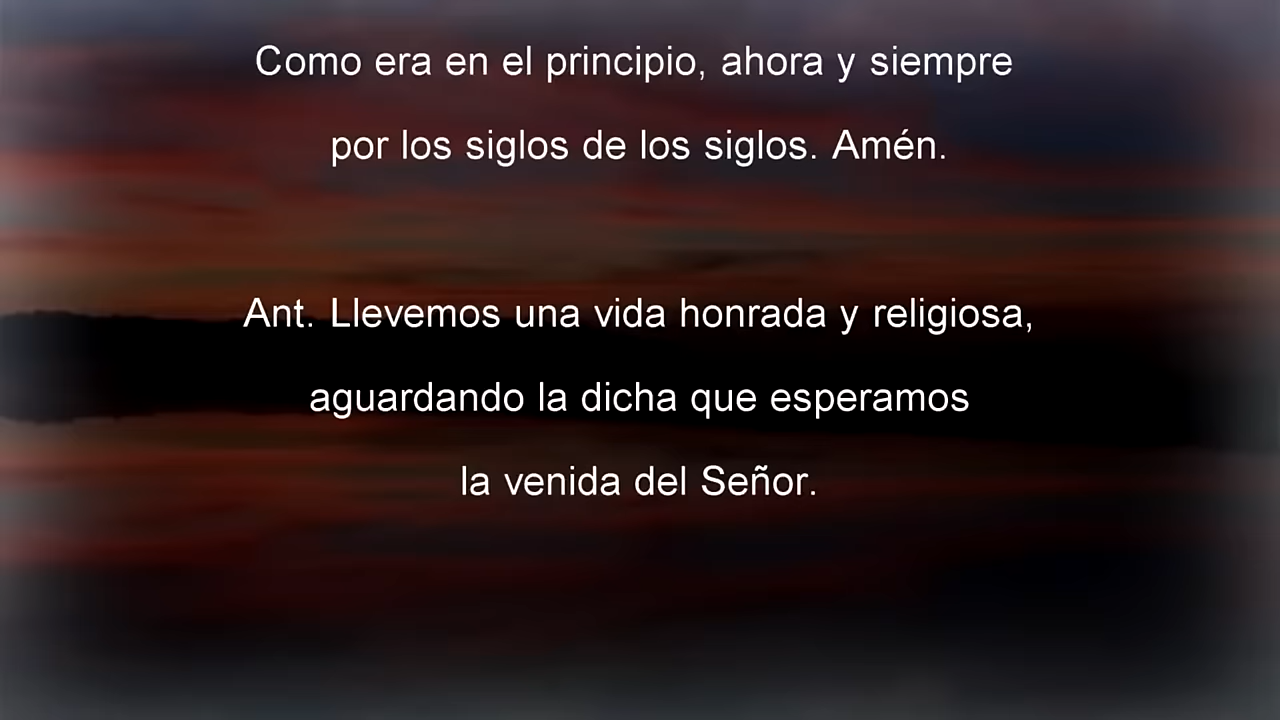 Como era en el principio, ahora y siempre
por los siglos de los siglos. Amén.
Ant. Llevemos una vida honrada y religiosa,
aguardando la dicha que esperamos
la venida del Señor.